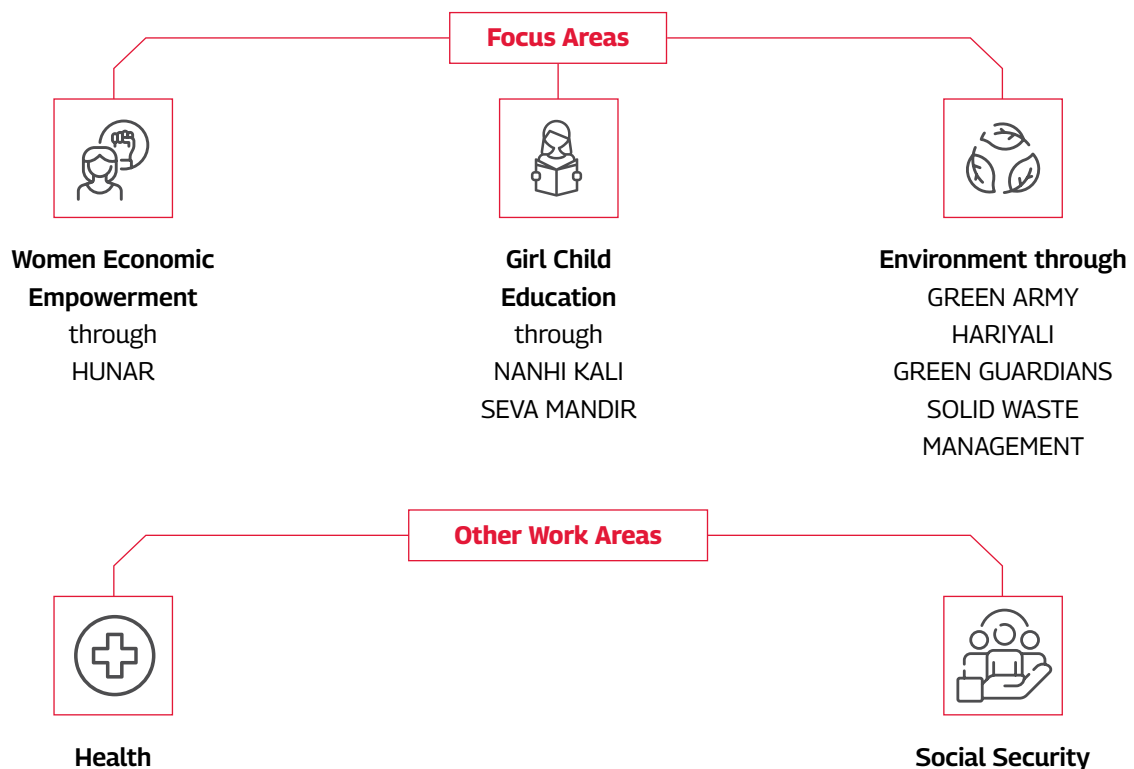 Focus Areas
Women Economic
Empowerment
through
HUNAR
Girl Child
Education
through
NANHI KALI
SEVA MANDIR
Environment through
GREEN ARMY
HARIYALI
GREEN GUARDIANS
SOLID WASTE
MANAGEMENT
Other Work Areas
Health
Social Security